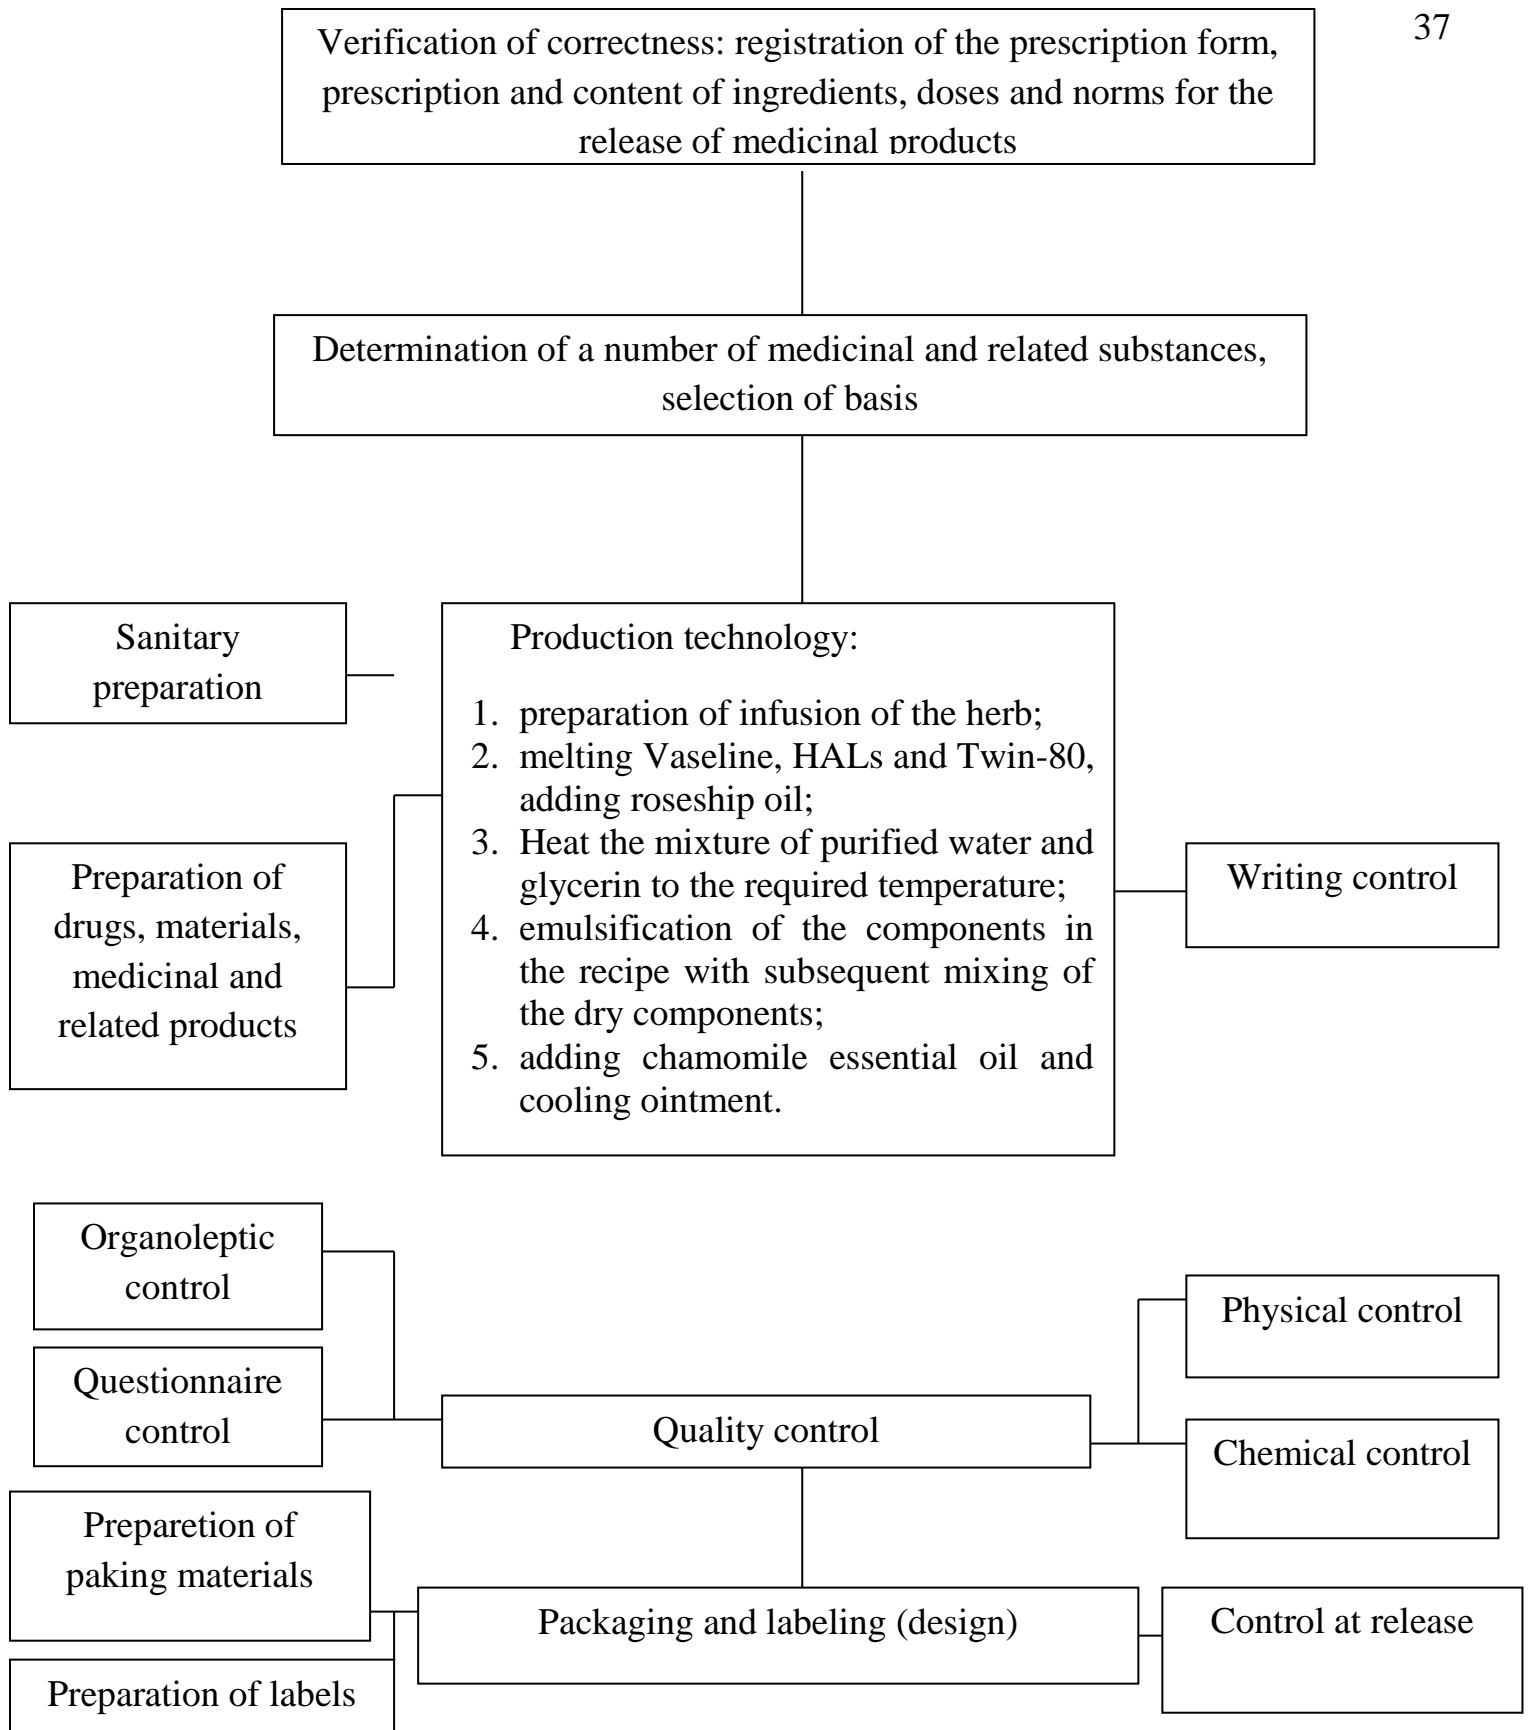 37
Verification of correctness: registration of the prescription form,
prescription and content of ingredients, doses and norms for the
release of medicinal products
Determination of a number of medicinal and related substances,
selection of basis
Sanitary
preparation
Preparation of
drugs, materials,
medicinal and
related products
Production technology:
1. preparation of infusion of the herb;
2. melting Vaseline, HALs and Twin-80,
adding roseship oil;
3. Heat the mixture of purified water and
glycerin to the required temperature;
4. emulsification of the components in
the recipe with subsequent mixing of
the dry components;
5. adding chamomile essential oil and
cooling ointment.
Writing control
Organoleptic
control
Questionnaire
control
Quality control
Physical control
Chemical control
Preparetion of
paking materials
Preparation of labels
Packaging and labeling (design)
Control at release